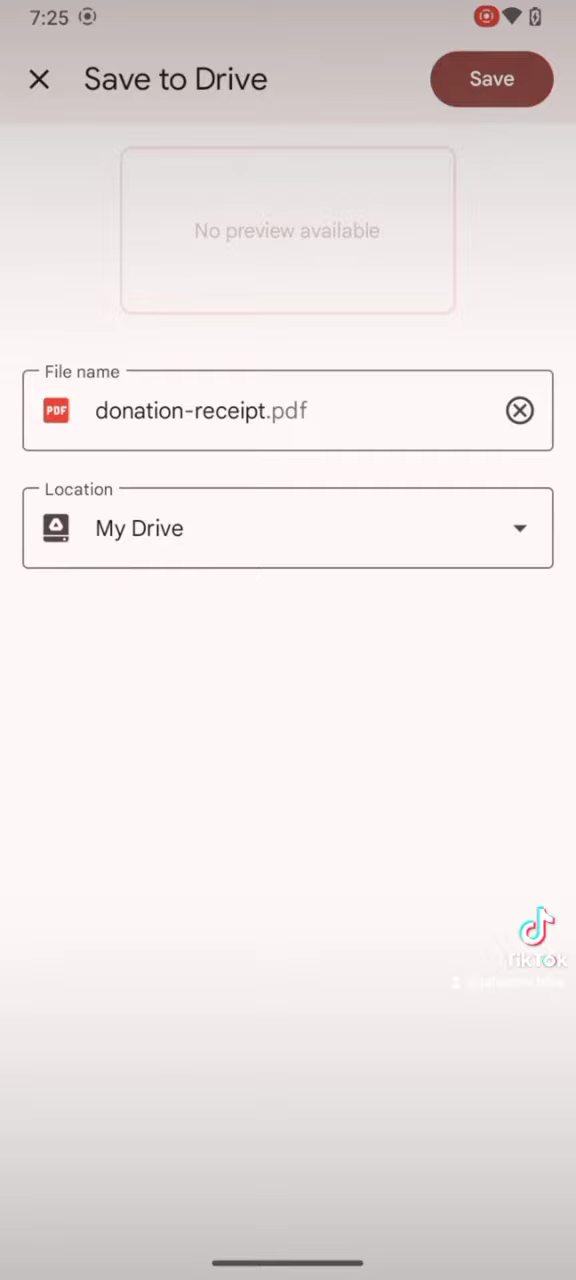 7:25
Save to Drive
Save
No preview available
File name
PDF
donation-receipt.pdf
Location
My Drive
TikTok